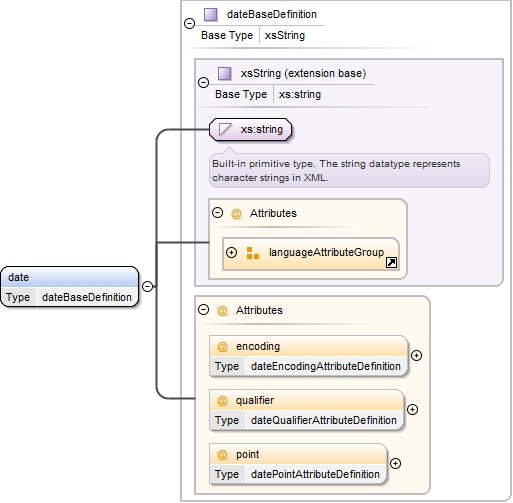 dateBaseDefinition
Base Type xsString
xsString (extension base)
Base Type xs:string
xs:string
Built-in primitive type. The string datatype represents
character strings in XML.
@ Attributes
languageAttributeGroup
date
Type dateBaseDefinition
@ Attributes
@ encoding
Type dateEncodingAttributeDefinition
@ qualifier
Type dateQualifierAttributeDefinition
@ point
Type datePointAttributeDefinition